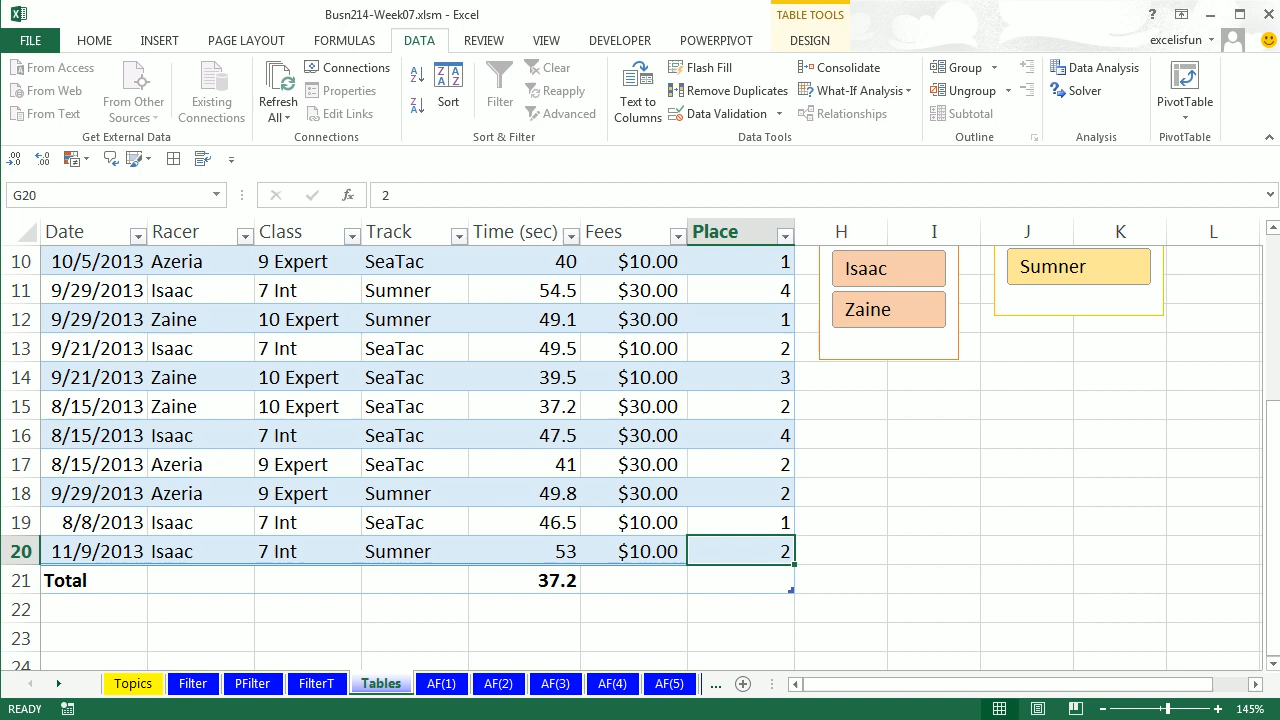 Busn214-Week07.xlsm - Excel
TABLE TOOLS
?
FILE HOME INSERT PAGE LAYOUT FORMULAS DATA REVIEW VIEW DEVELOPER POWERPIVOT DESIGN excelisfun
From Access
From Web
From Text
From Other
Sources
Existing
Connections
Get External Data
Refresh
All
Connections
Properties
Edit Links
Connections
Sort
Filter
Clear
Reapply
Advanced
Sort & Filter
Text to
Columns
Flash Fill
Remove Duplicates
Data Validation
Consolidate
What-If Analysis
Relationships
Data Tools
Group
Ungroup
Subtotal
Outline
Data Analysis
Solver
Analysis
PivotTable
PivotTable
G20 fx 2
Date Racer Class Track Time (sec) Fees Place H I J K L
10 10/5/2013 Azeria 9 Expert SeaTac 40 $10.00 1
11 9/29/2013 Isaac 7 Int Sumner 54.5 $30.00 4
12 9/29/2013 Zaine 10 Expert Sumner 49.1 $30.00 1
13 9/21/2013 Isaac 7 Int SeaTac 49.5 $10.00 2
14 9/21/2013 Zaine 10 Expert SeaTac 39.5 $10.00 3
15 8/15/2013 Zaine 10 Expert SeaTac 37.2 $30.00 2
16 8/15/2013 Isaac 7 Int SeaTac 47.5 $30.00 4
17 8/15/2013 Azeria 9 Expert SeaTac 41 $30.00 2
18 9/29/2013 Azeria 9 Expert Sumner 49.8 $30.00 2
19 8/8/2013 Isaac 7 Int SeaTac 46.5 $10.00 1
20 11/9/2013 Isaac 7 Int Sumner 53 $10.00 2
21 Total 37.2
22
23
24
Isaac
Zaine
Sumner
Topics Filter PFilter FilterT Tables AF(1) AF(2) AF(3) AF(4) AF(5) ...
READY 145%